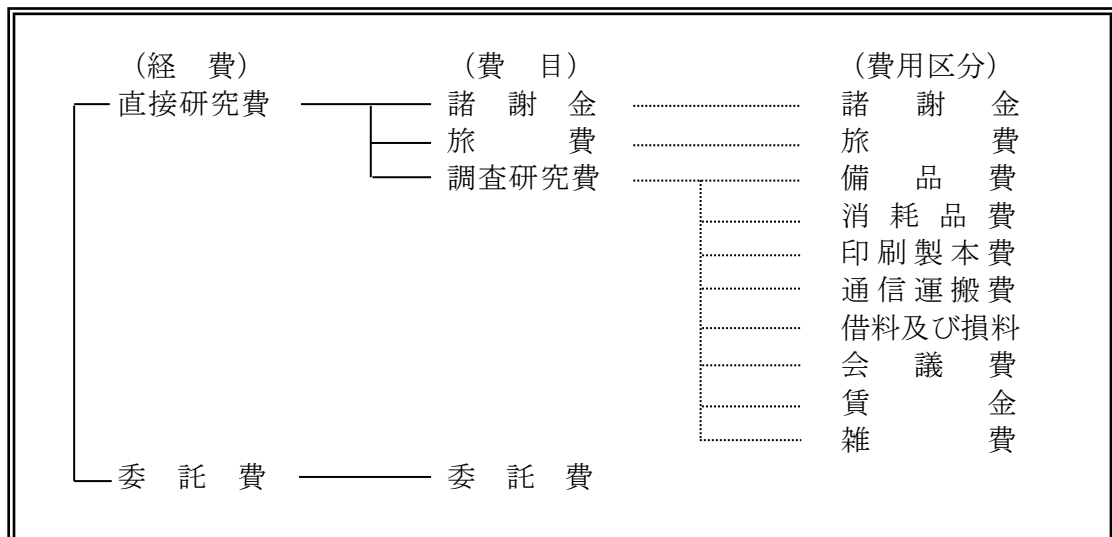 （経　費） （費　目） （費用区分）
直接研究費 諸　謝　金 諸　謝　金
旅　　　費 旅　　　費
調査研究費 備　品　費
消 耗 品 費
印刷製本費
通信運搬費
借料及び損料
会　議　費
賃　　　金
雑　　　費
委　託　費 委　託　費